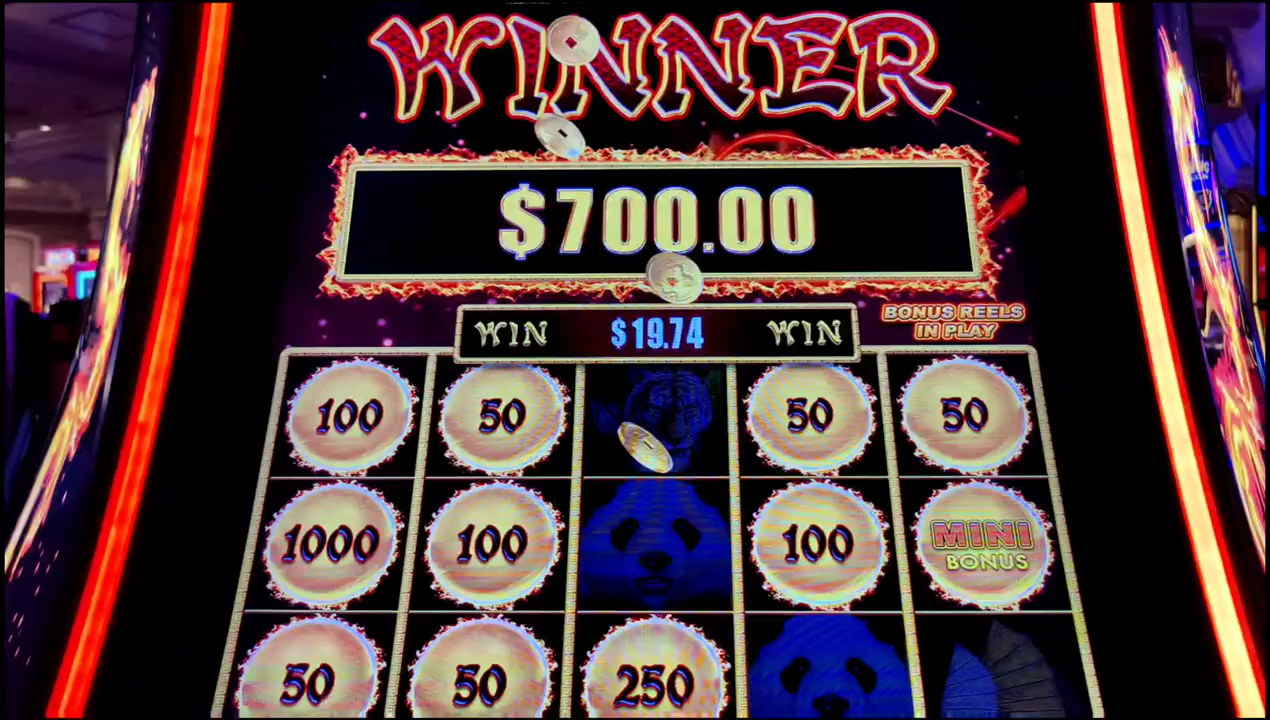 WINNER
$700.00
WIN $19.74 WIN
BONUS REELS
IN PLAY
100 50 50 50
1000 100 100 MINI
BONUS
50 50 250